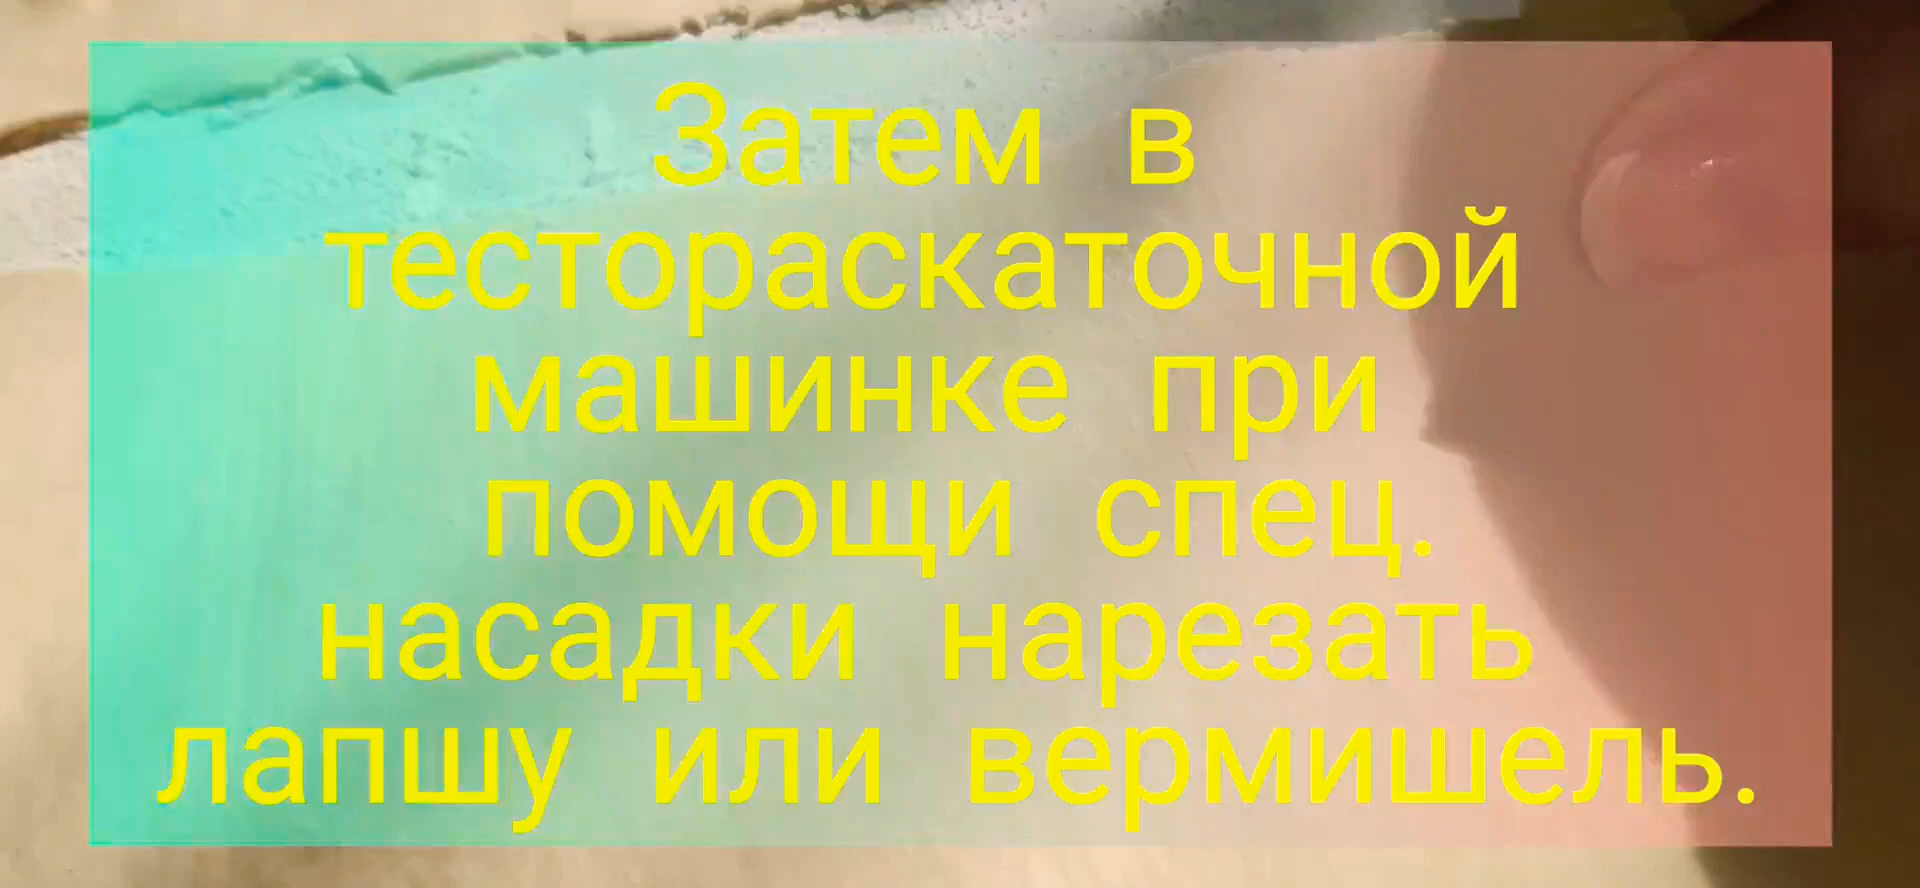 Затем в
тестораскаточной
машинке при
помощи спец.
насадки нарезать
лапшу или вермишель.